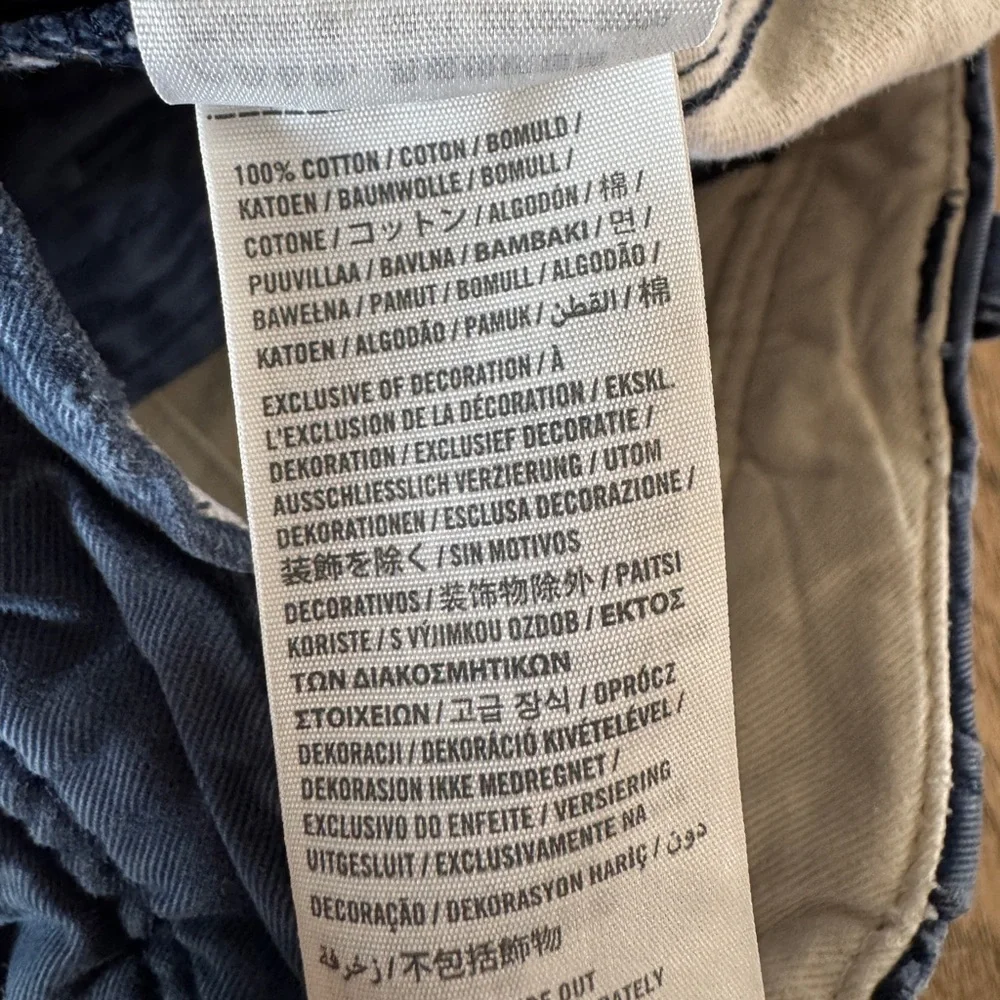 100% COTTON / COTON / BOMULD /
KATOEN / BAUMWOLLE / BOMULL /
COTONE / コットン / ALGODÓN / 棉 /
PUUVILLAA / BAVLNA / BAMBAKI / 면 /
BAWEŁNA / PAMUT / BOMULL / ALGODÃO /
KATOEN / ALGODÃO / PAMUK / القطن / 棉
EXCLUSIVE OF DECORATION / À
L'EXCLUSION DE LA DÉCORATION / EKSKL.
DEKORATION / EXCLUSIEF DECORATIE /
AUSSCHLIESSLICH VERZIERUNG / UTOM
DEKORATIONEN / ESCLUSA DECORAZIONE /
装飾を除く / SIN MOTIVOS
DECORATIVOS / 装饰物除外 / PAITSI
KORISTE / S VÝJIMKOU OZDOB / ΕΚΤΟΣ
ΤΩΝ ΔΙΑΚΟΣΜΗΤΙΚΩΝ
ΣΤΟΙΧΕΙΩΝ / 고급 장식 / OPRÓCZ
DEKORACJI / DEKORÁCIÓ KIVÉTELÉVEL /
DEKORASJON IKKE MEDREGNET /
EXCLUSIVO DO ENFEITE / VERSIERING
UITGESLUIT / EXCLUSIVAMENTE NA
DECORAÇÃO / DEKORASYON HARIÇ / دون
زخرفة / 不包括飾物
OUT